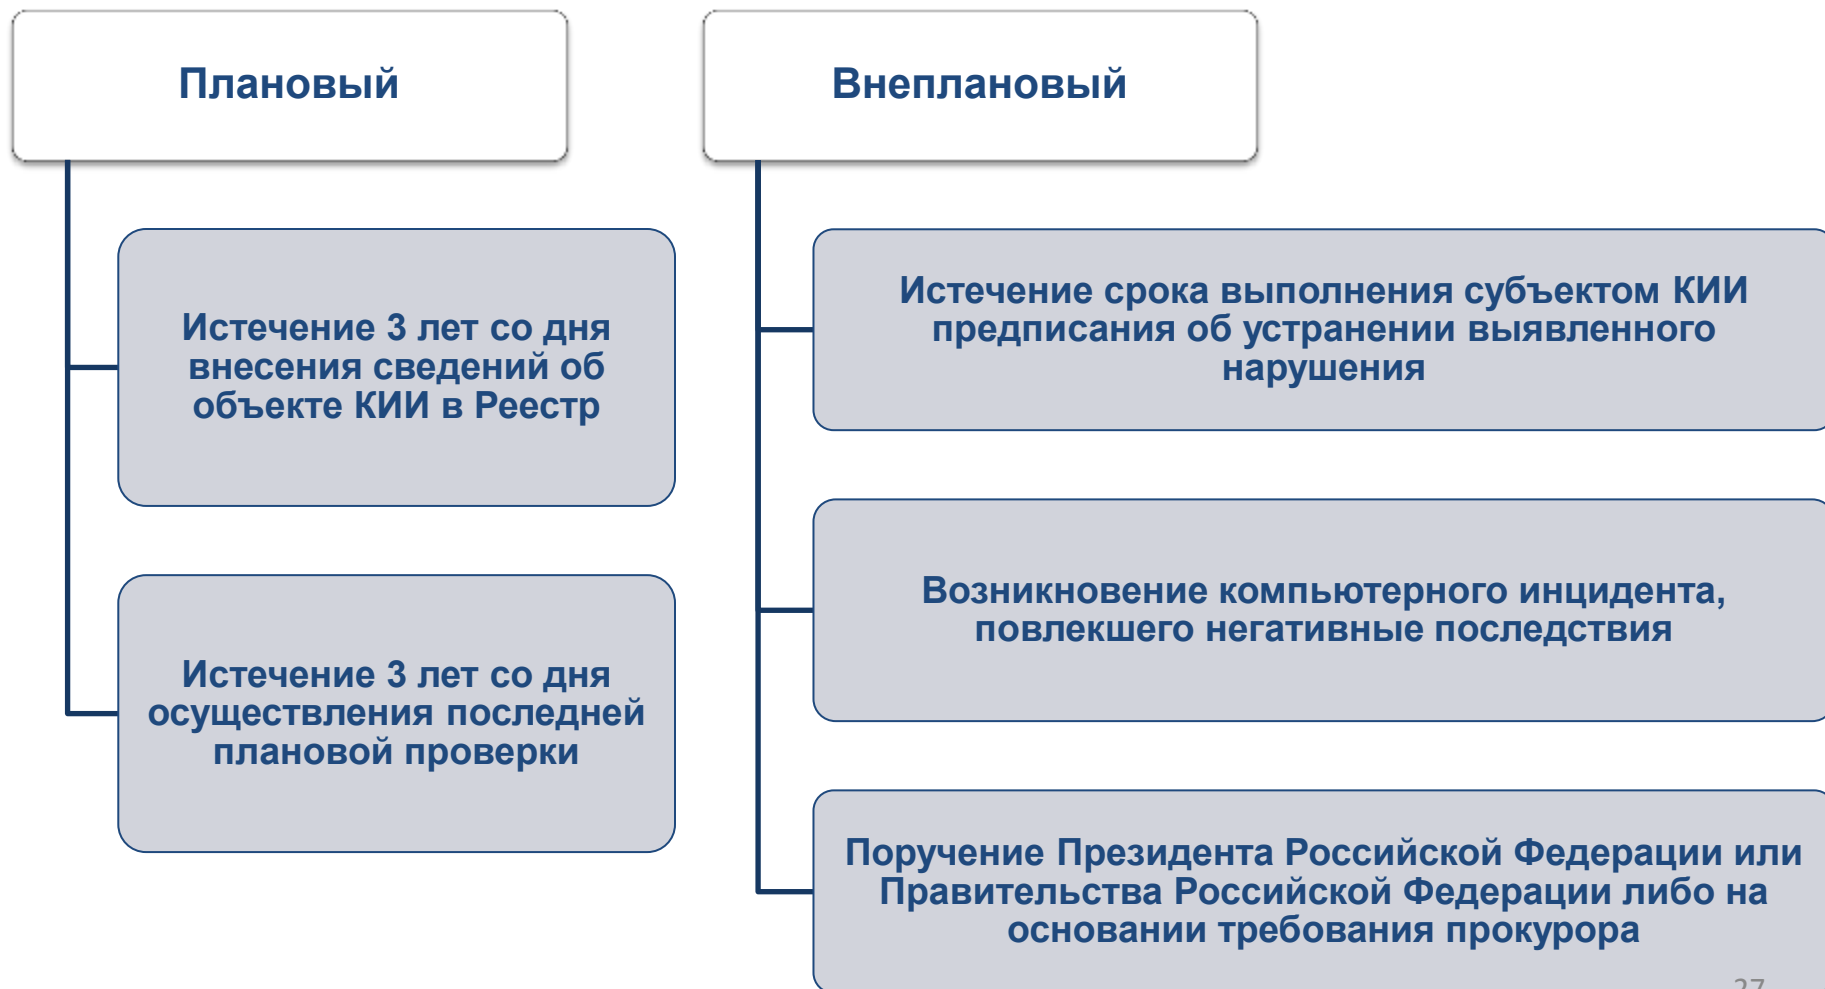 Плановый
Истечение 3 лет со дня
внесения сведений об
объекте КИИ в Реестр
Истечение 3 лет со дня
осуществления последней
плановой проверки
Внеплановый
Истечение срока выполнения субъектом КИИ
предписания об устранении выявленного
нарушения
Возникновение компьютерного инцидента,
повлекшего негативные последствия
Поручение Президента Российской Федерации или
Правительства Российской Федерации либо на
основании требования прокурора
27